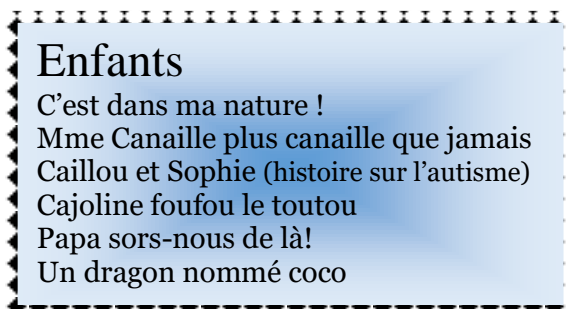 Enfants
C’est dans ma nature !
Mme Canaille plus canaille que jamais
Caillou et Sophie (histoire sur l’autisme)
Cajoline foufou le toutou
Papa sors-nous de là!
Un dragon nommé coco